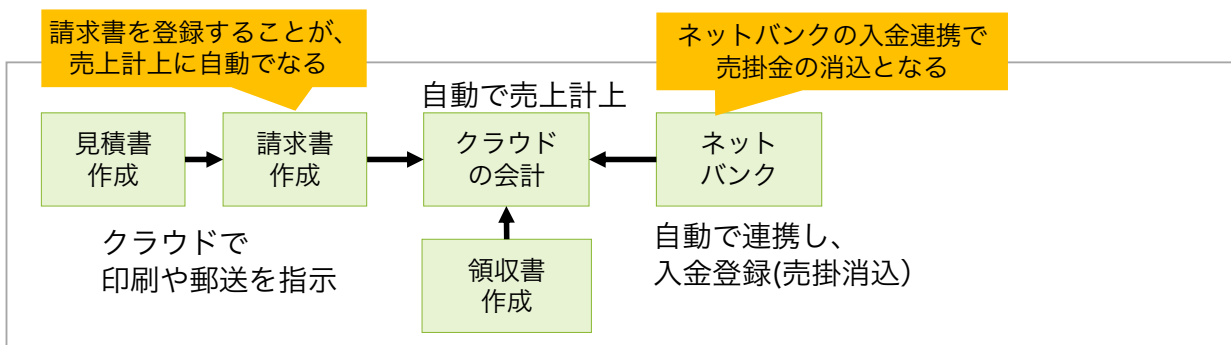 請求書を登録することが、
売上計上に自動でなる
ネットバンクの入金連携で
売掛金の消込となる
自動で売上計上
見積書
作成
請求書
作成
クラウド
の会計
ネット
バンク
クラウドで
印刷や郵送を指示
領収書
作成
自動で連携し、
入金登録(売掛消込）